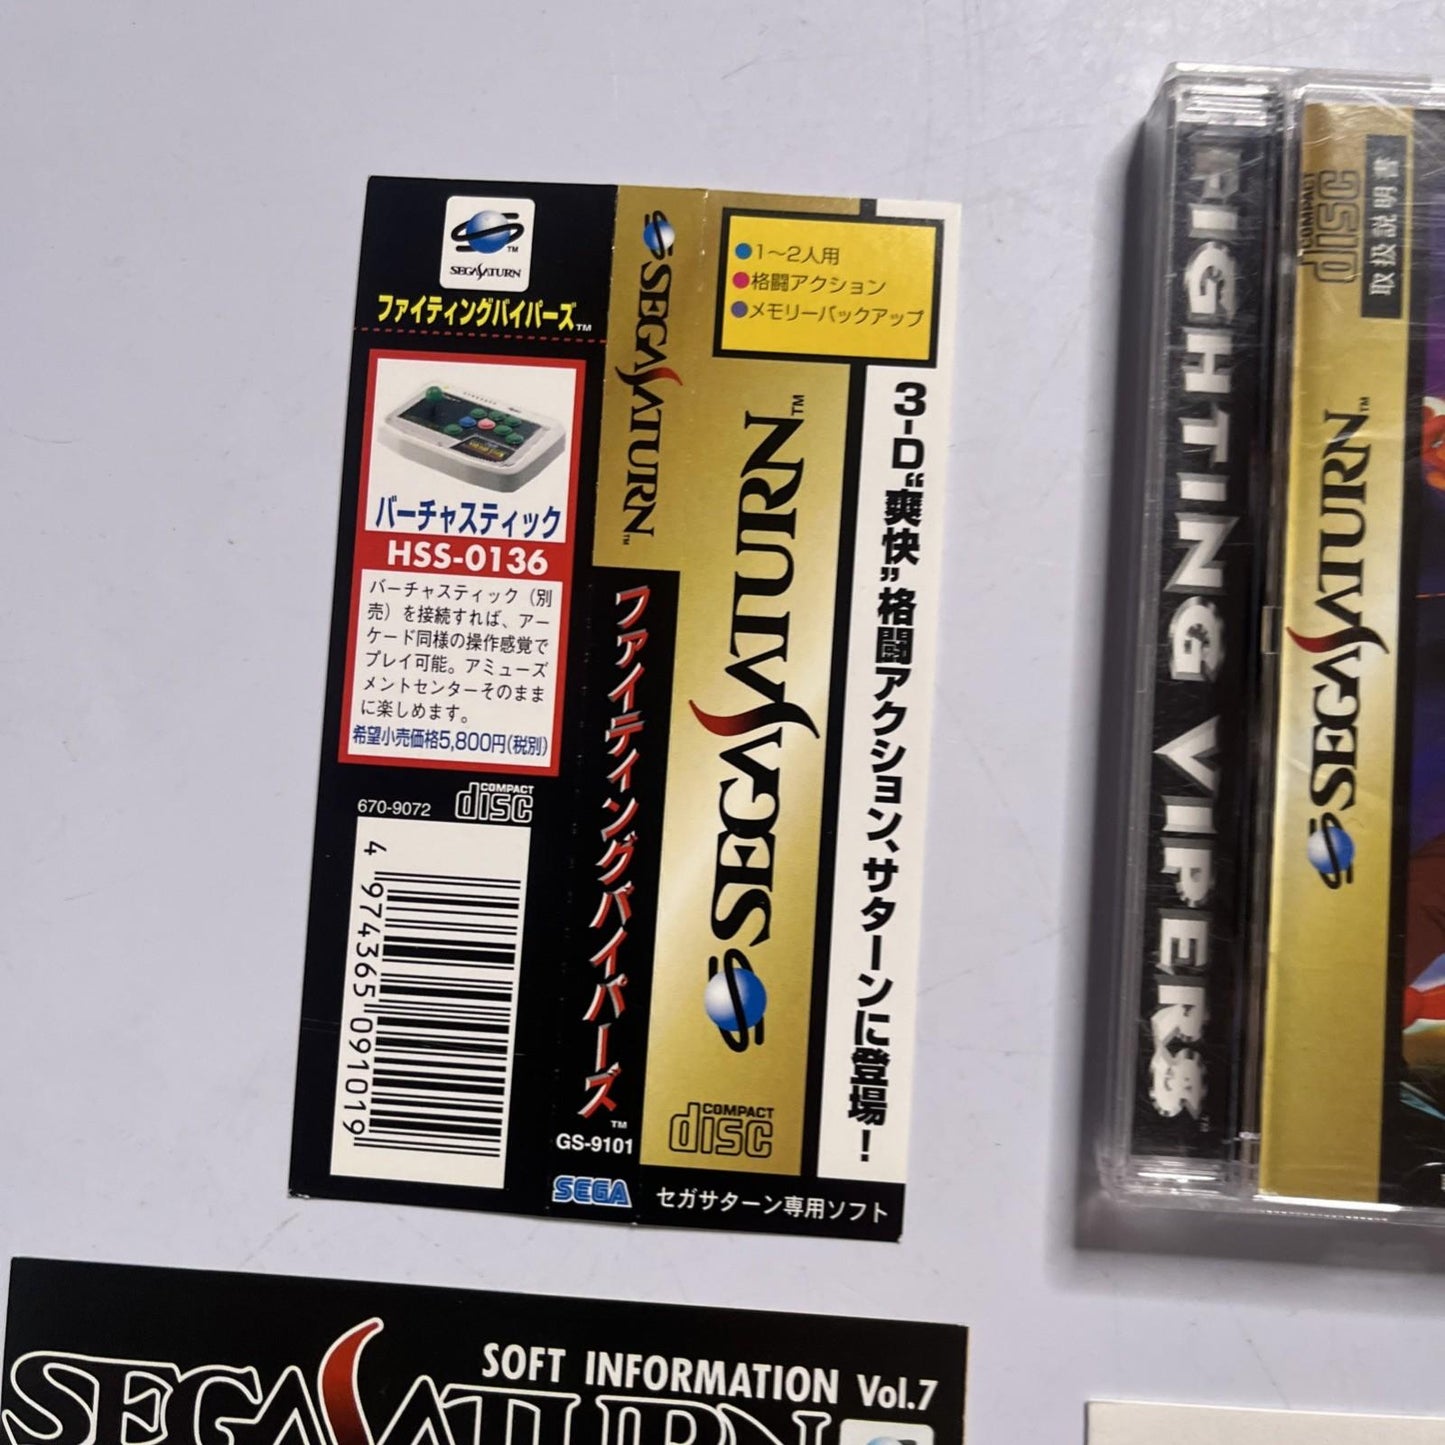 SEGA SATURN™
ファイティングバイパーズ™
バーチャスティック
HSS-0136
バーチャスティック（別
売）を接続すれば、アー
ケード同様の操作感覚で
プレイ可能。アミューズ
メントセンターそのまま
に楽しめます。
希望小売価格5,800円(税別)
670-9072
COMPACT
disc
4 974365 091019
SEGA SATURN™
ファイティングバイパーズ™
GS-9101
SEGA
●1〜2人用
●格闘アクション
●メモリーバックアップ
SEGA SATURN™
COMPACT
disc
3-D“爽快”格闘アクション、サターンに登場！
セガサターン専用ソフト
FIGHTING VIPERS™
COMPACT
disc
取扱説明書
SEGA SATURN™
SOFT INFORMATION Vol.7
SEGA SATURN